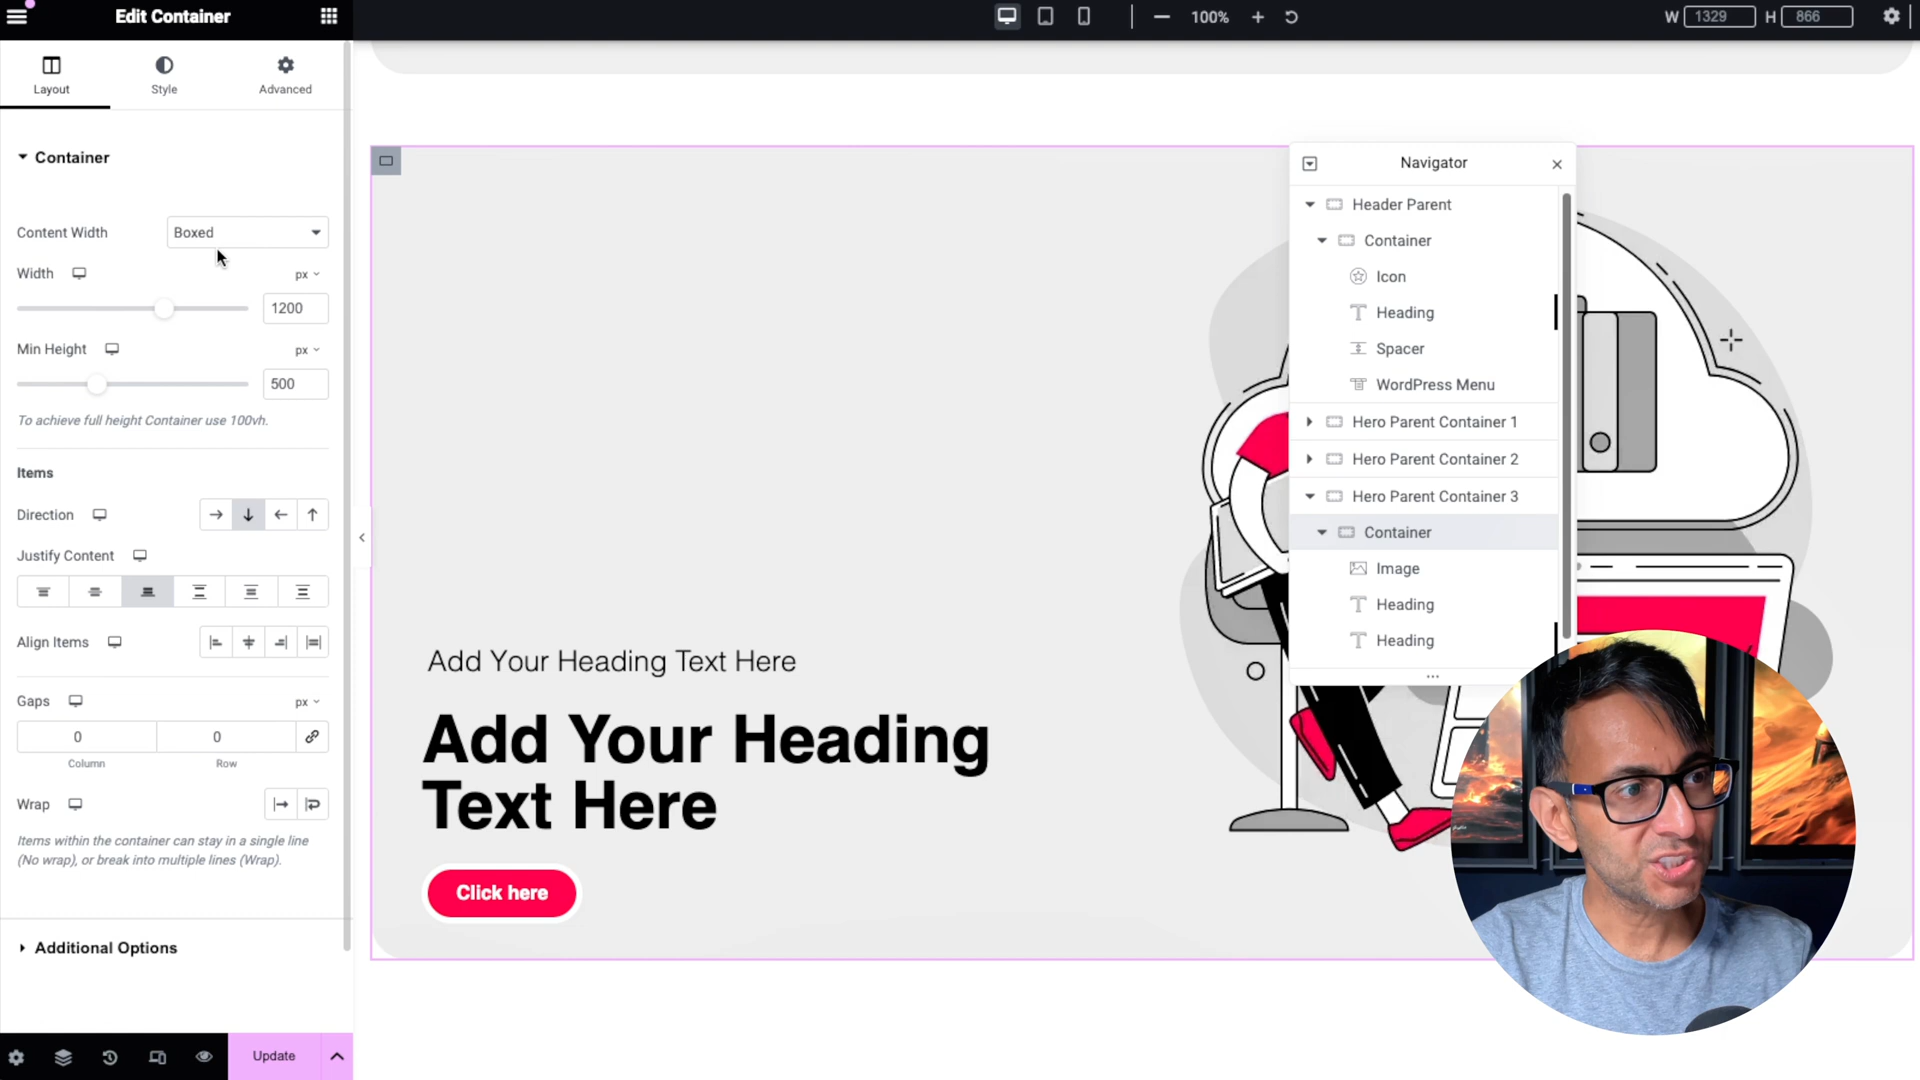 Edit Container
100%
W 1329 H 866
Layout
Style
Advanced
Container
Content Width
Boxed
Width
px
1200
Min Height
px
500
To achieve full height Container use 100vh.
Items
Direction
Justify Content
Align Items
Gaps
px
0
0
Column
Row
Wrap
Items within the container can stay in a single line
(No wrap), or break into multiple lines (Wrap).
Additional Options
Update
Navigator
Header Parent
Container
Icon
Heading
Spacer
WordPress Menu
Hero Parent Container 1
Hero Parent Container 2
Hero Parent Container 3
Container
Image
Heading
Heading
Add Your Heading Text Here
Add Your Heading
Text Here
Click here